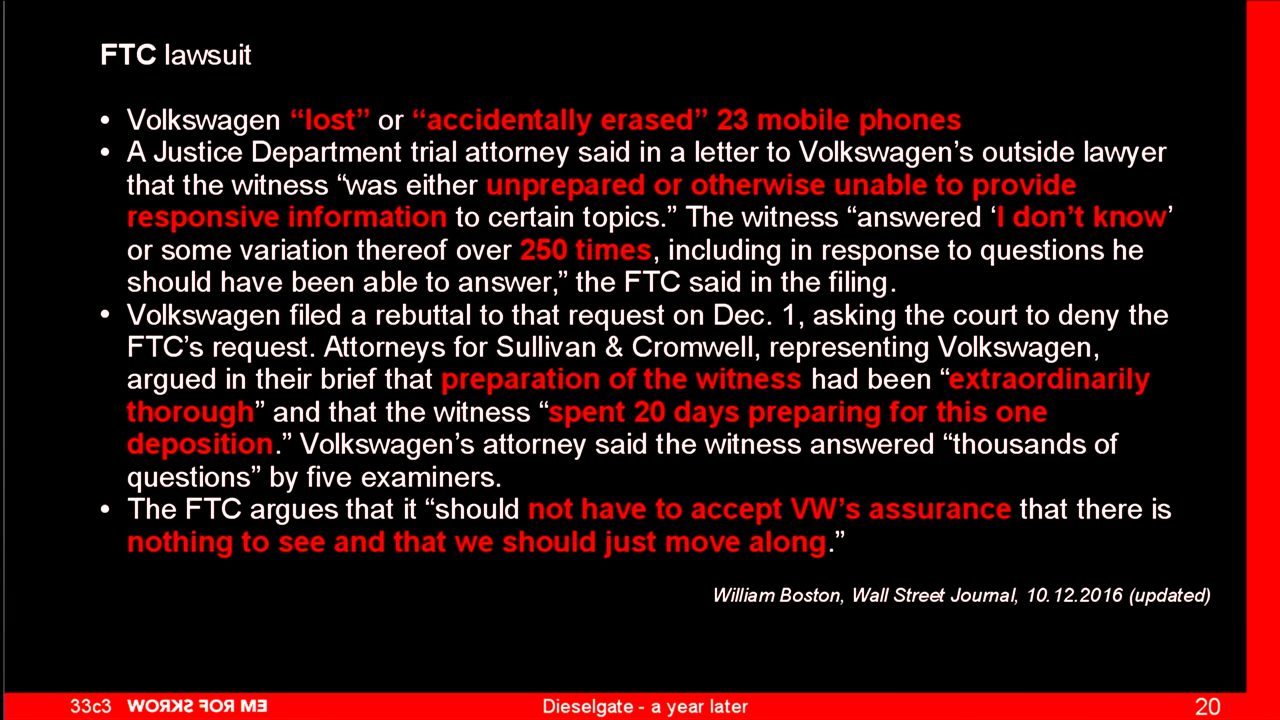 FTC lawsuit
• Volkswagen “lost” or “accidentally erased” 23 mobile phones
• A Justice Department trial attorney said in a letter to Volkswagen’s outside lawyer
that the witness “was either unprepared or otherwise unable to provide
responsive information to certain topics.” The witness “answered ‘I don’t know’
or some variation thereof over 250 times, including in response to questions he
should have been able to answer,” the FTC said in the filing.
• Volkswagen filed a rebuttal to that request on Dec. 1, asking the court to deny the
FTC’s request. Attorneys for Sullivan & Cromwell, representing Volkswagen,
argued in their brief that preparation of the witness had been “extraordinarily
thorough” and that the witness “spent 20 days preparing for this one
deposition.” Volkswagen’s attorney said the witness answered “thousands of
questions” by five examiners.
• The FTC argues that it “should not have to accept VW’s assurance that there is
nothing to see and that we should just move along.”
William Boston, Wall Street Journal, 10.12.2016 (updated)
33c3 WORKS FOR ME
Dieselgate - a year later
20